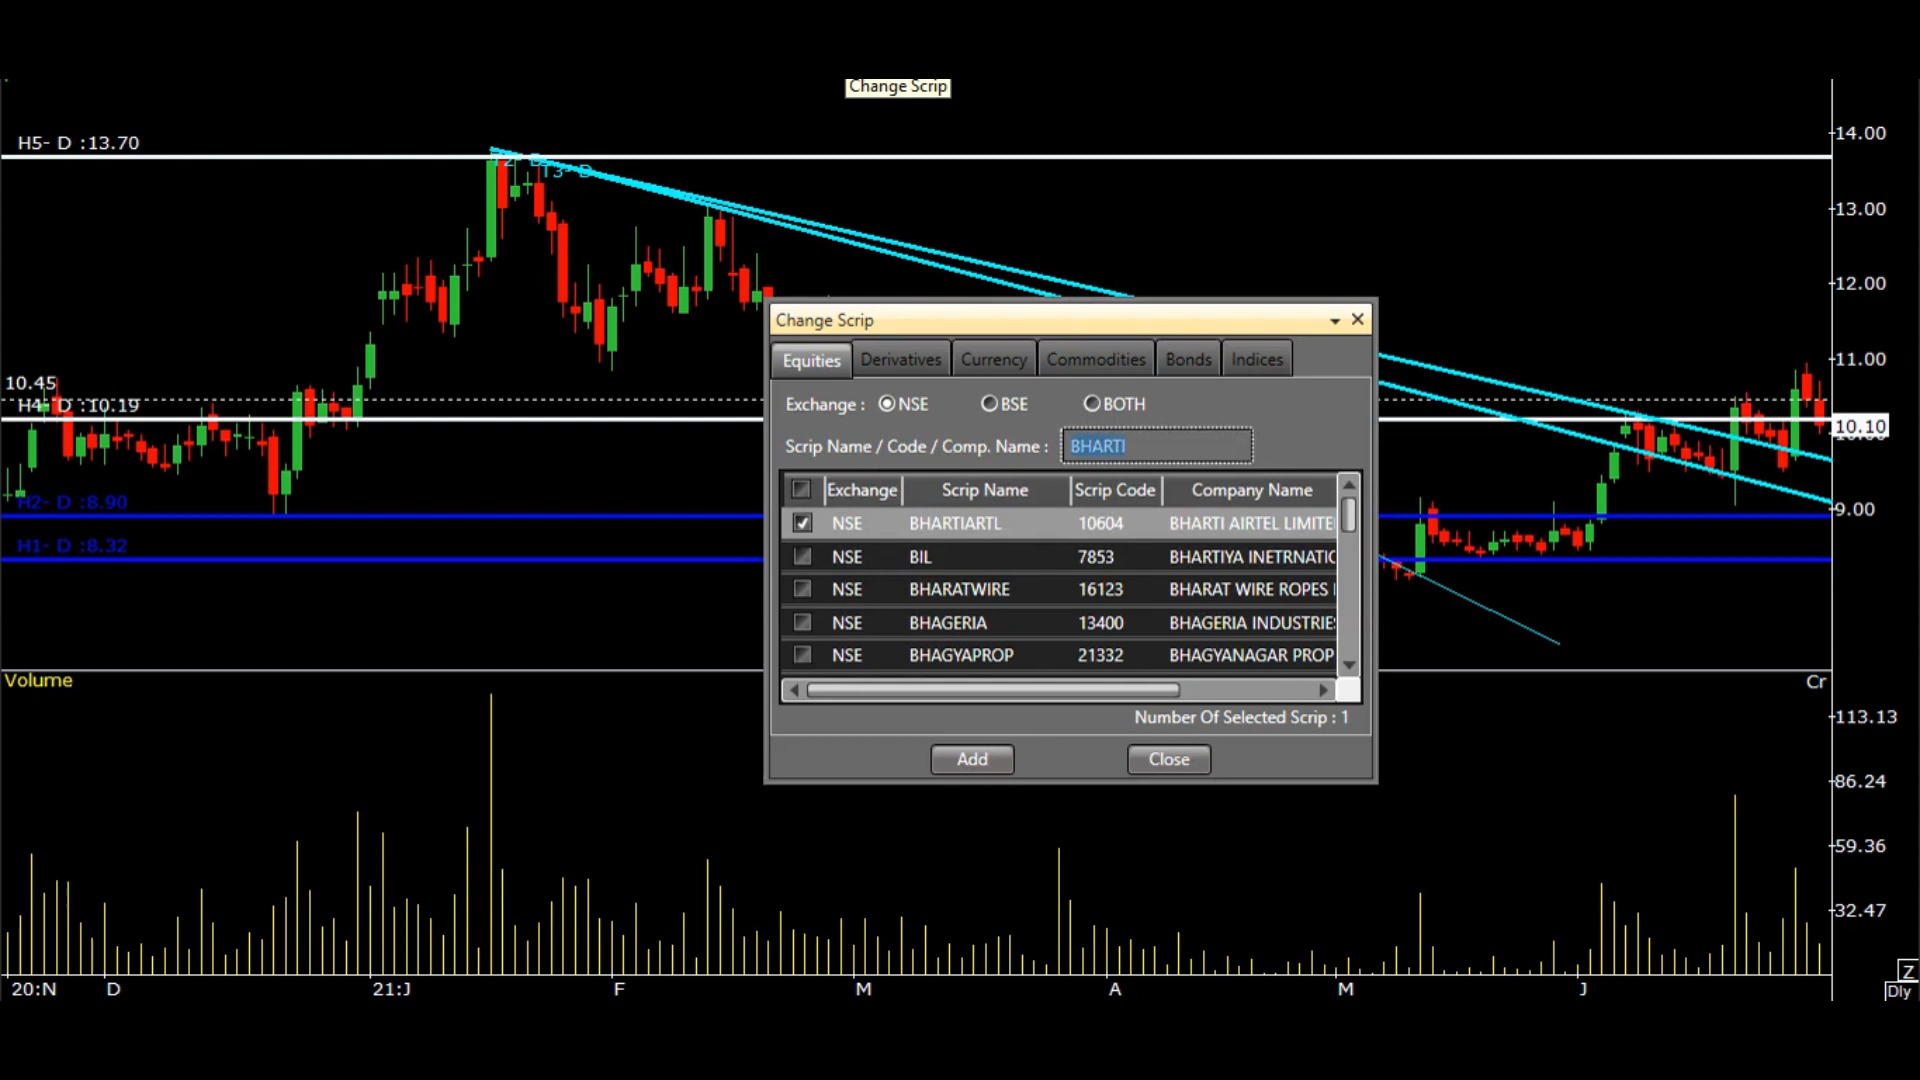 Change Scrip
H5- D :13.70
T3- D
14.00
13.00
12.00
11.00
10.45
H4- D :10.19
10.10
H2- D :8.90
9.00
H1- D :8.32
Change Scrip
Equities Derivatives Currency Commodities Bonds Indices
Exchange : NSE BSE BOTH
Scrip Name / Code / Comp. Name : BHARTI
Exchange Scrip Name Scrip Code Company Name
NSE BHARTIARTL 10604 BHARTI AIRTEL LIMITE
NSE BIL 7853 BHARTIYA INETRNATIC
NSE BHARATWIRE 16123 BHARAT WIRE ROPES
NSE BHAGERIA 13400 BHAGERIA INDUSTRIE
NSE BHAGYAPROP 21332 BHAGYANAGAR PROP
Number Of Selected Scrip : 1
Add Close
Volume
Cr
113.13
86.24
59.36
32.47
20:N D 21:J F M A M J
Z
Dly